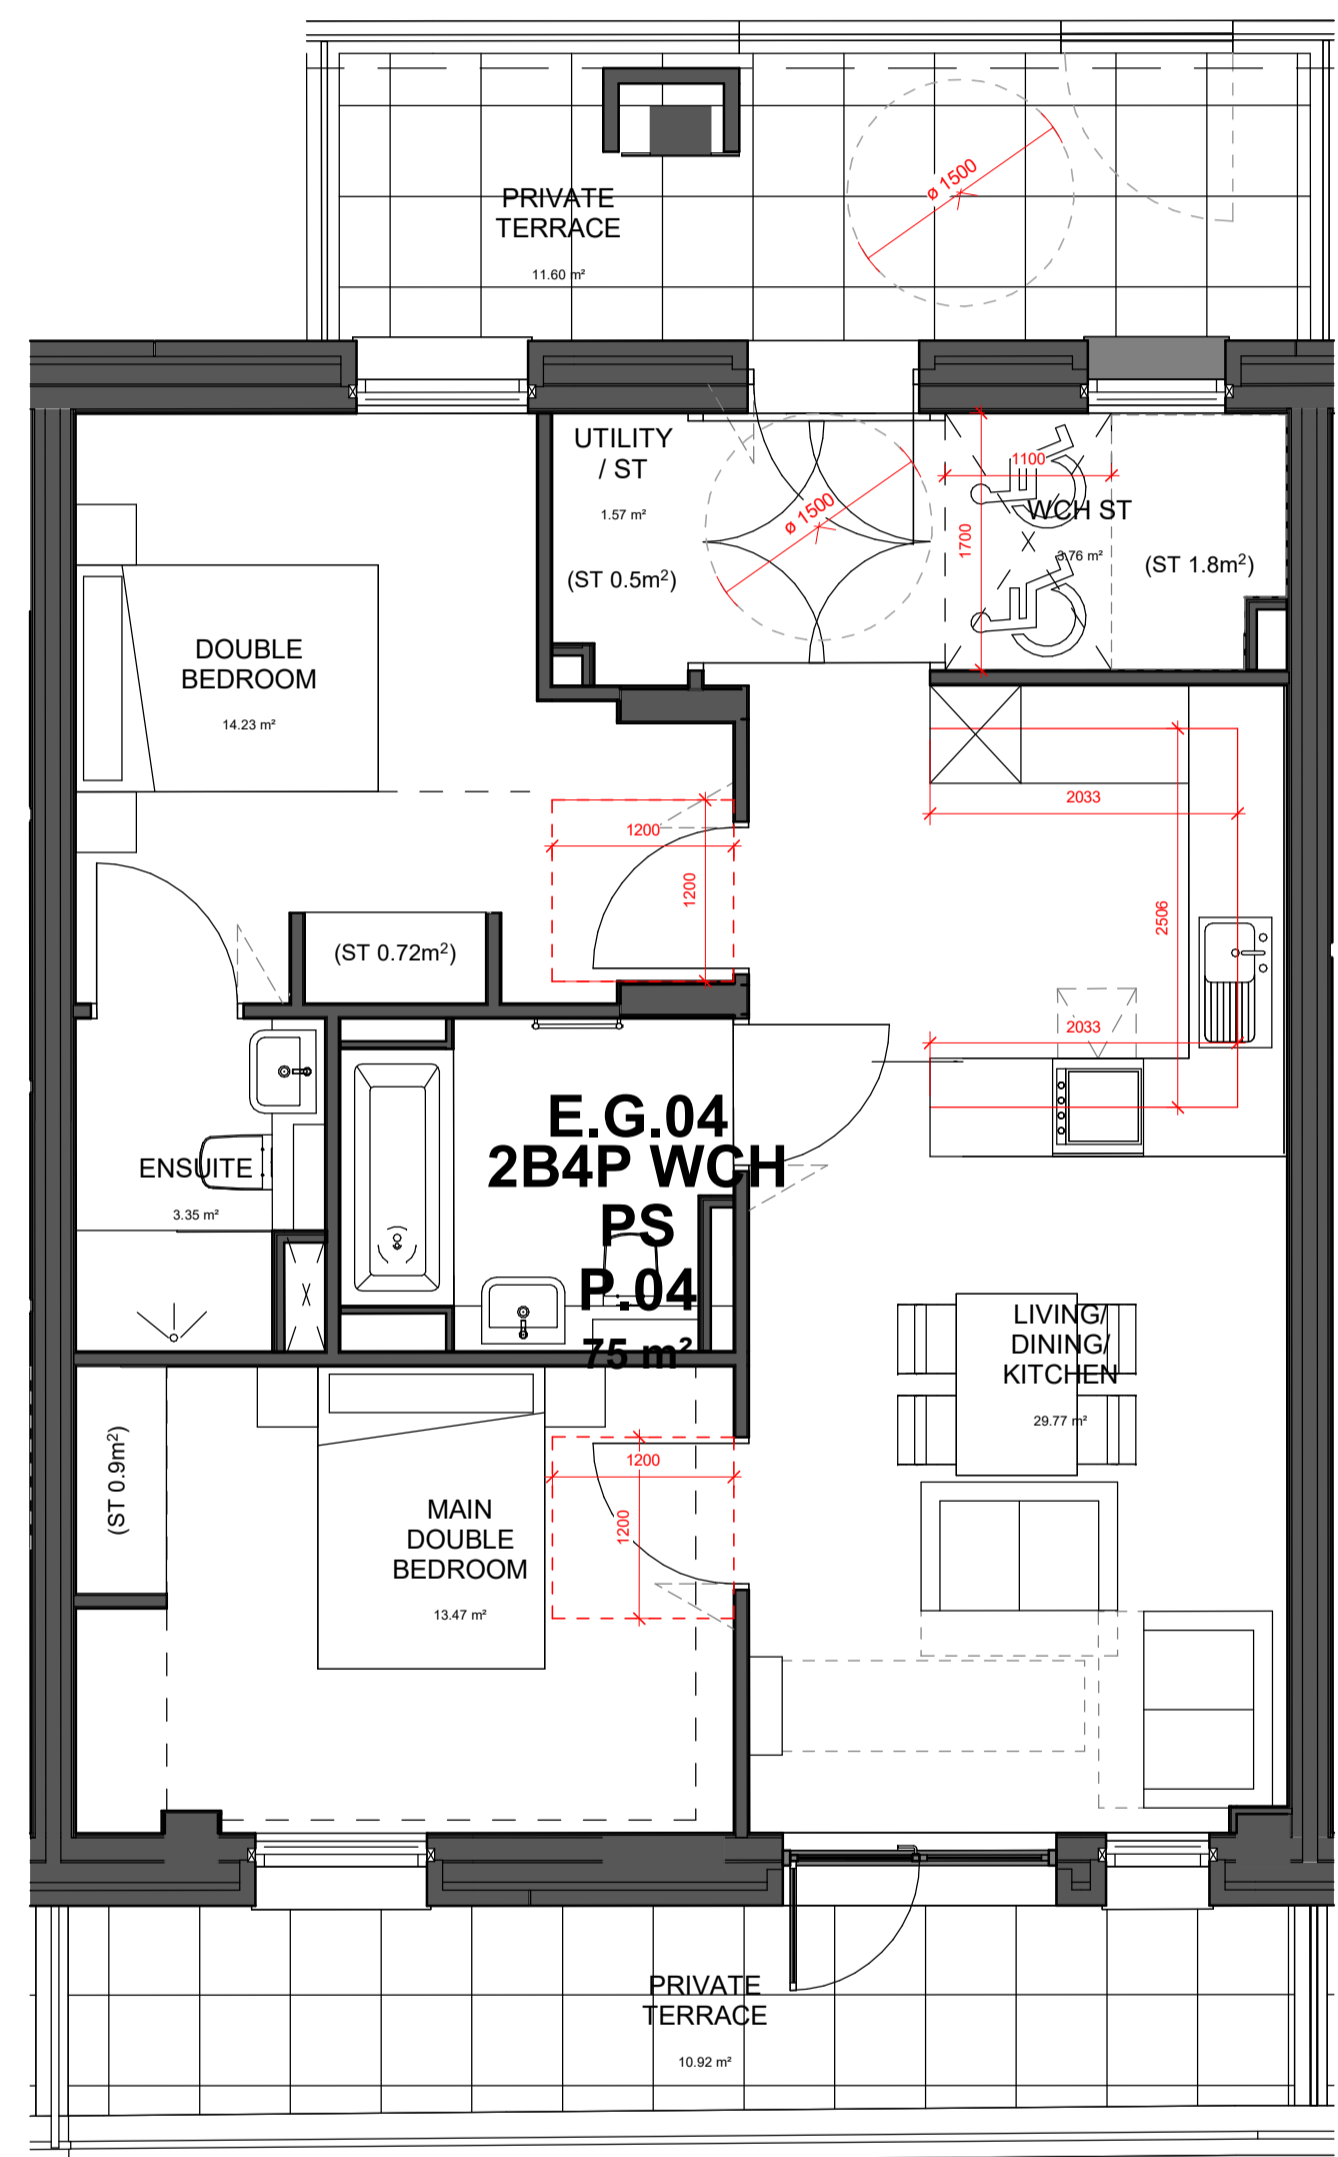 PRIVATE
TERRACE
11.60 m²
ø 1500
UTILITY
/ ST
1.57 m²
(ST 0.5m²)
ø 1500
1100
1700
WCH ST
3.76 m²
(ST 1.8m²)
DOUBLE
BEDROOM
14.23 m²
1200
1200
2033
2506
2033
(ST 0.72m²)
ENSUITE
3.35 m²
E.G.04
2B4P WCH
PS
P.04
75 m²
LIVING/
DINING/
KITCHEN
29.77 m²
(ST 0.9m²)
MAIN
DOUBLE
BEDROOM
13.47 m²
1200
1200
PRIVATE
TERRACE
10.92 m²